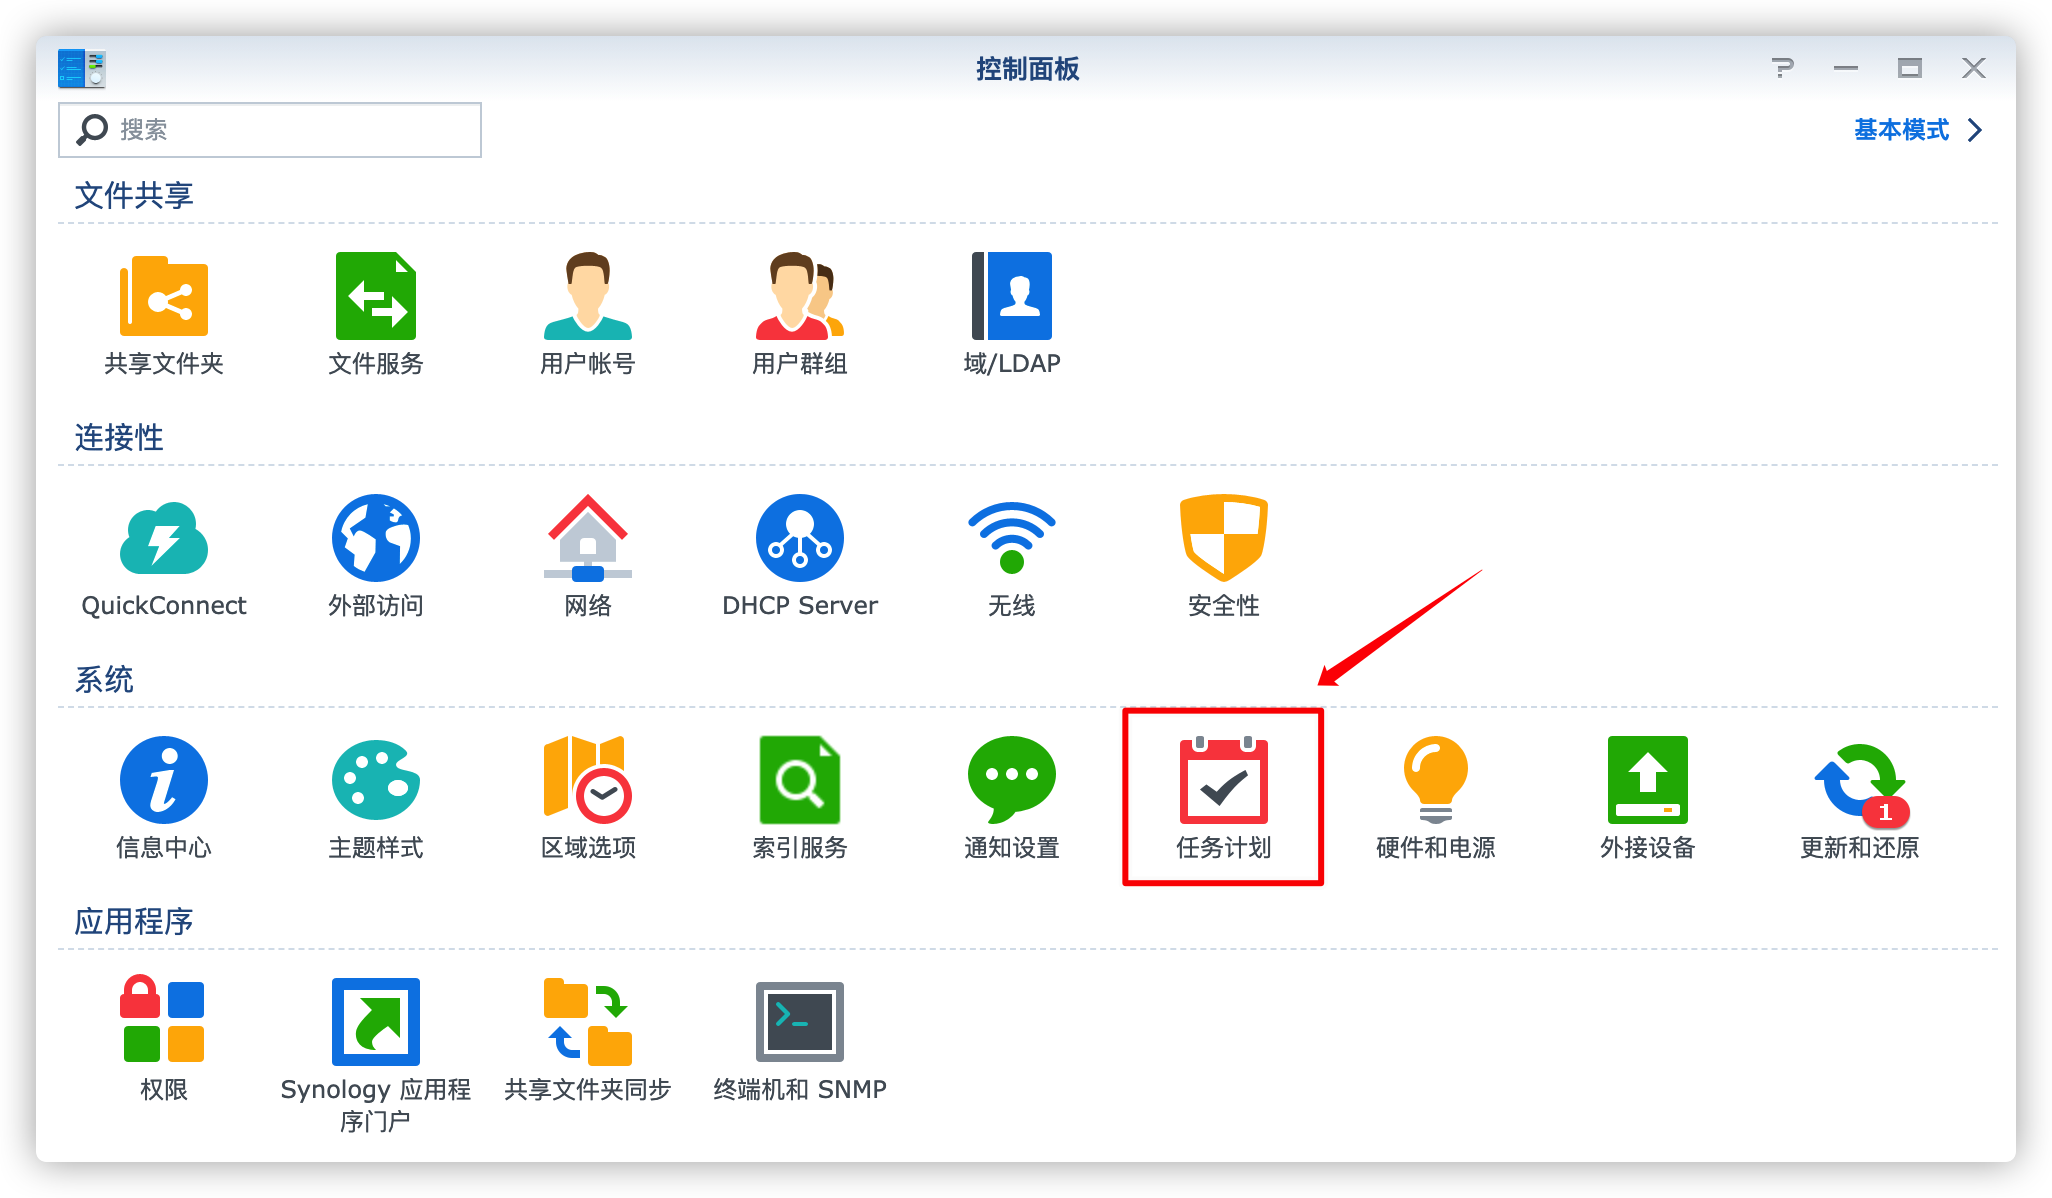 控制面板
搜索
基本模式
文件共享
共享文件夹
文件服务
用户帐号
用户群组
域/LDAP
连接性
QuickConnect
外部访问
网络
DHCP Server
无线
安全性
系统
信息中心
主题样式
区域选项
索引服务
通知设置
任务计划
硬件和电源
外接设备
1
更新和还原
应用程序
权限
Synology 应用程
序门户
共享文件夹同步
终端机和 SNMP